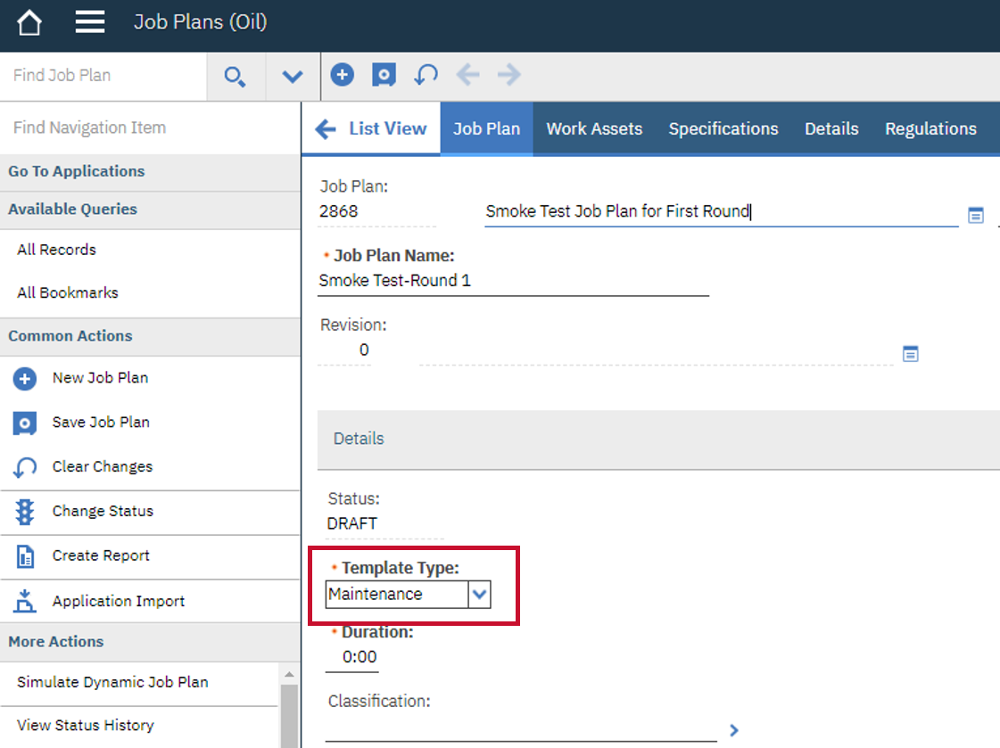 Job Plans (Oil)
Find Job Plan
Find Navigation Item
Go To Applications
Available Queries
All Records
All Bookmarks
Common Actions
New Job Plan
Save Job Plan
Clear Changes
Change Status
Create Report
Application Import
More Actions
Simulate Dynamic Job Plan
View Status History
List View Job Plan Work Assets Specifications Details Regulations
Job Plan:
2868 Smoke Test Job Plan for First Round
* Job Plan Name:
Smoke Test-Round 1
Revision:
0
Details
Status:
DRAFT
* Template Type:
Maintenance
* Duration:
0:00
Classification: